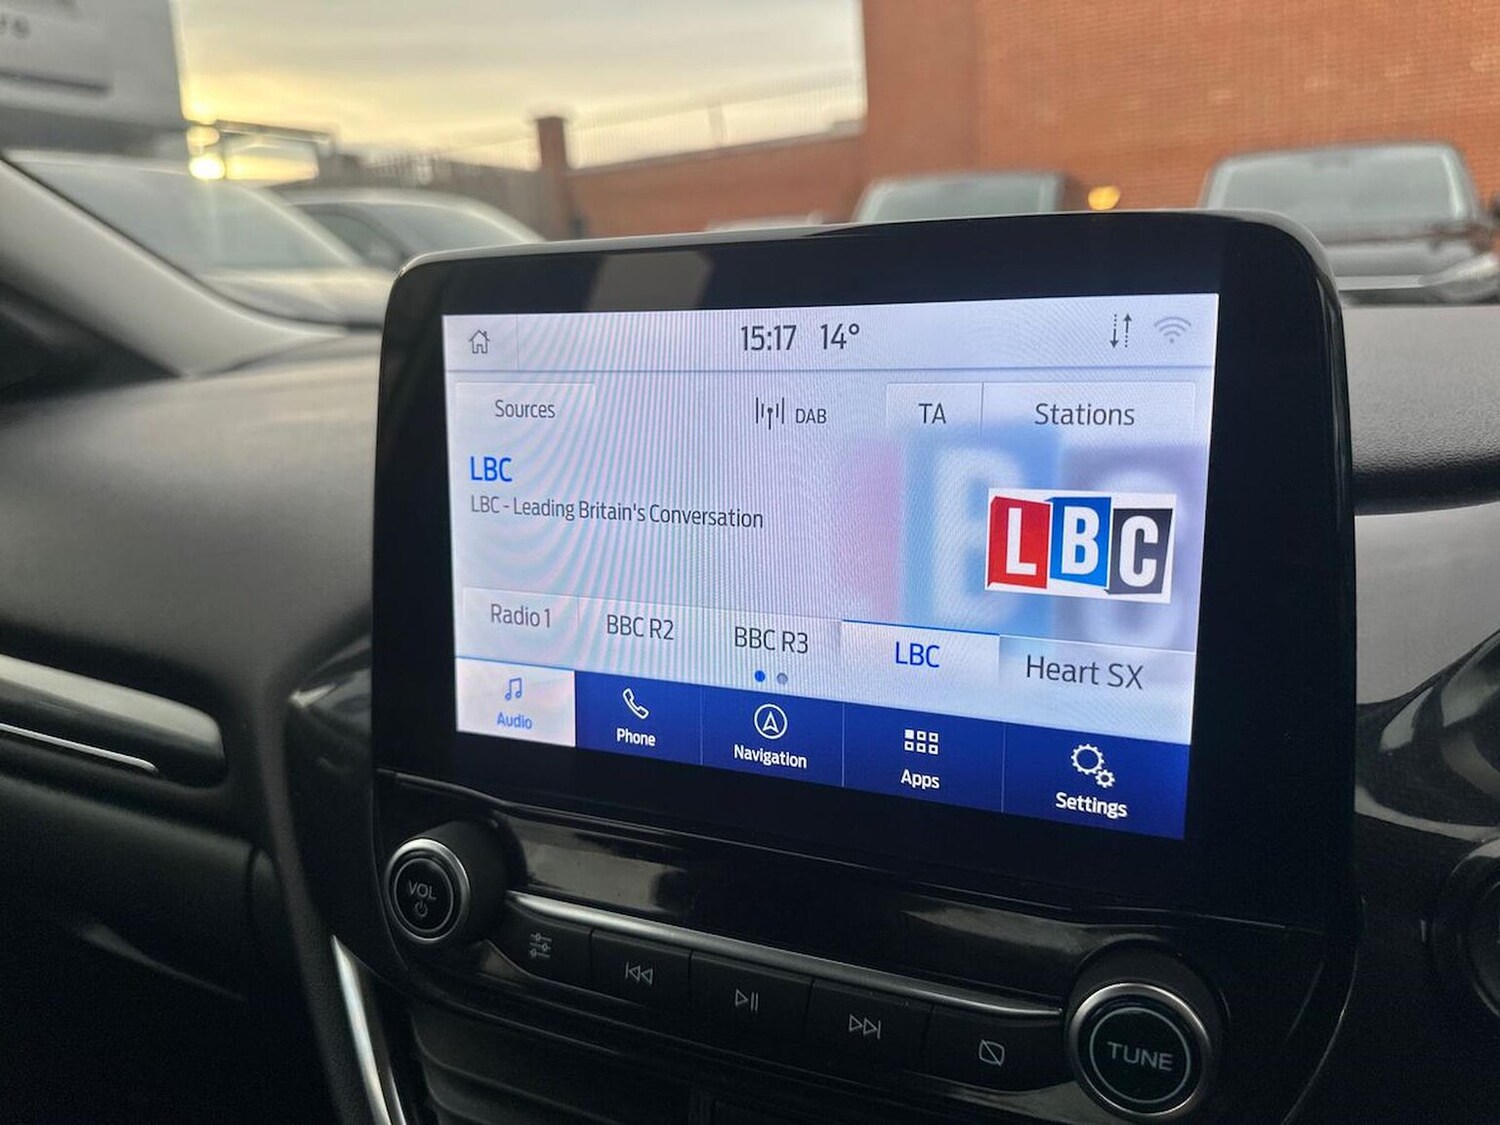 15:17 14°
Sources
DAB
TA
Stations
LBC
LBC - Leading Britain's Conversation
LBC
Radio 1
BBC R2
BBC R3
LBC
Heart SX
Audio
Phone
Navigation
Apps
Settings
VOL
TUNE